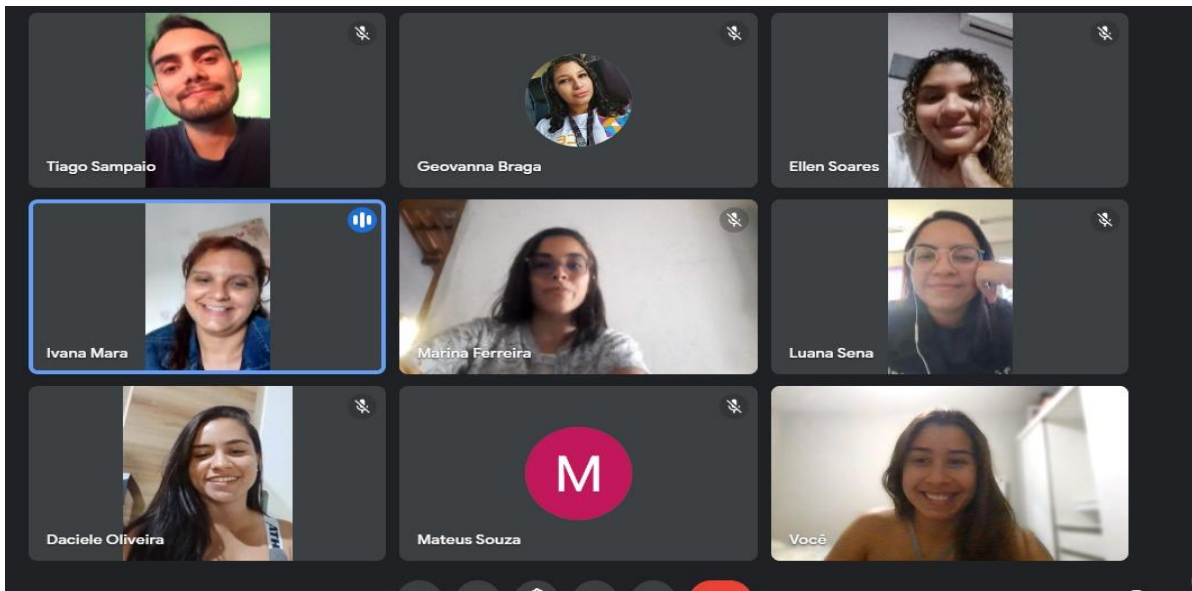 Tiago Sampaio
Geovanna Braga
Ellen Soares
Ivana Mara
Marina Ferreira
Luana Sena
Daciele Oliveira
M
Mateus Souza
Você